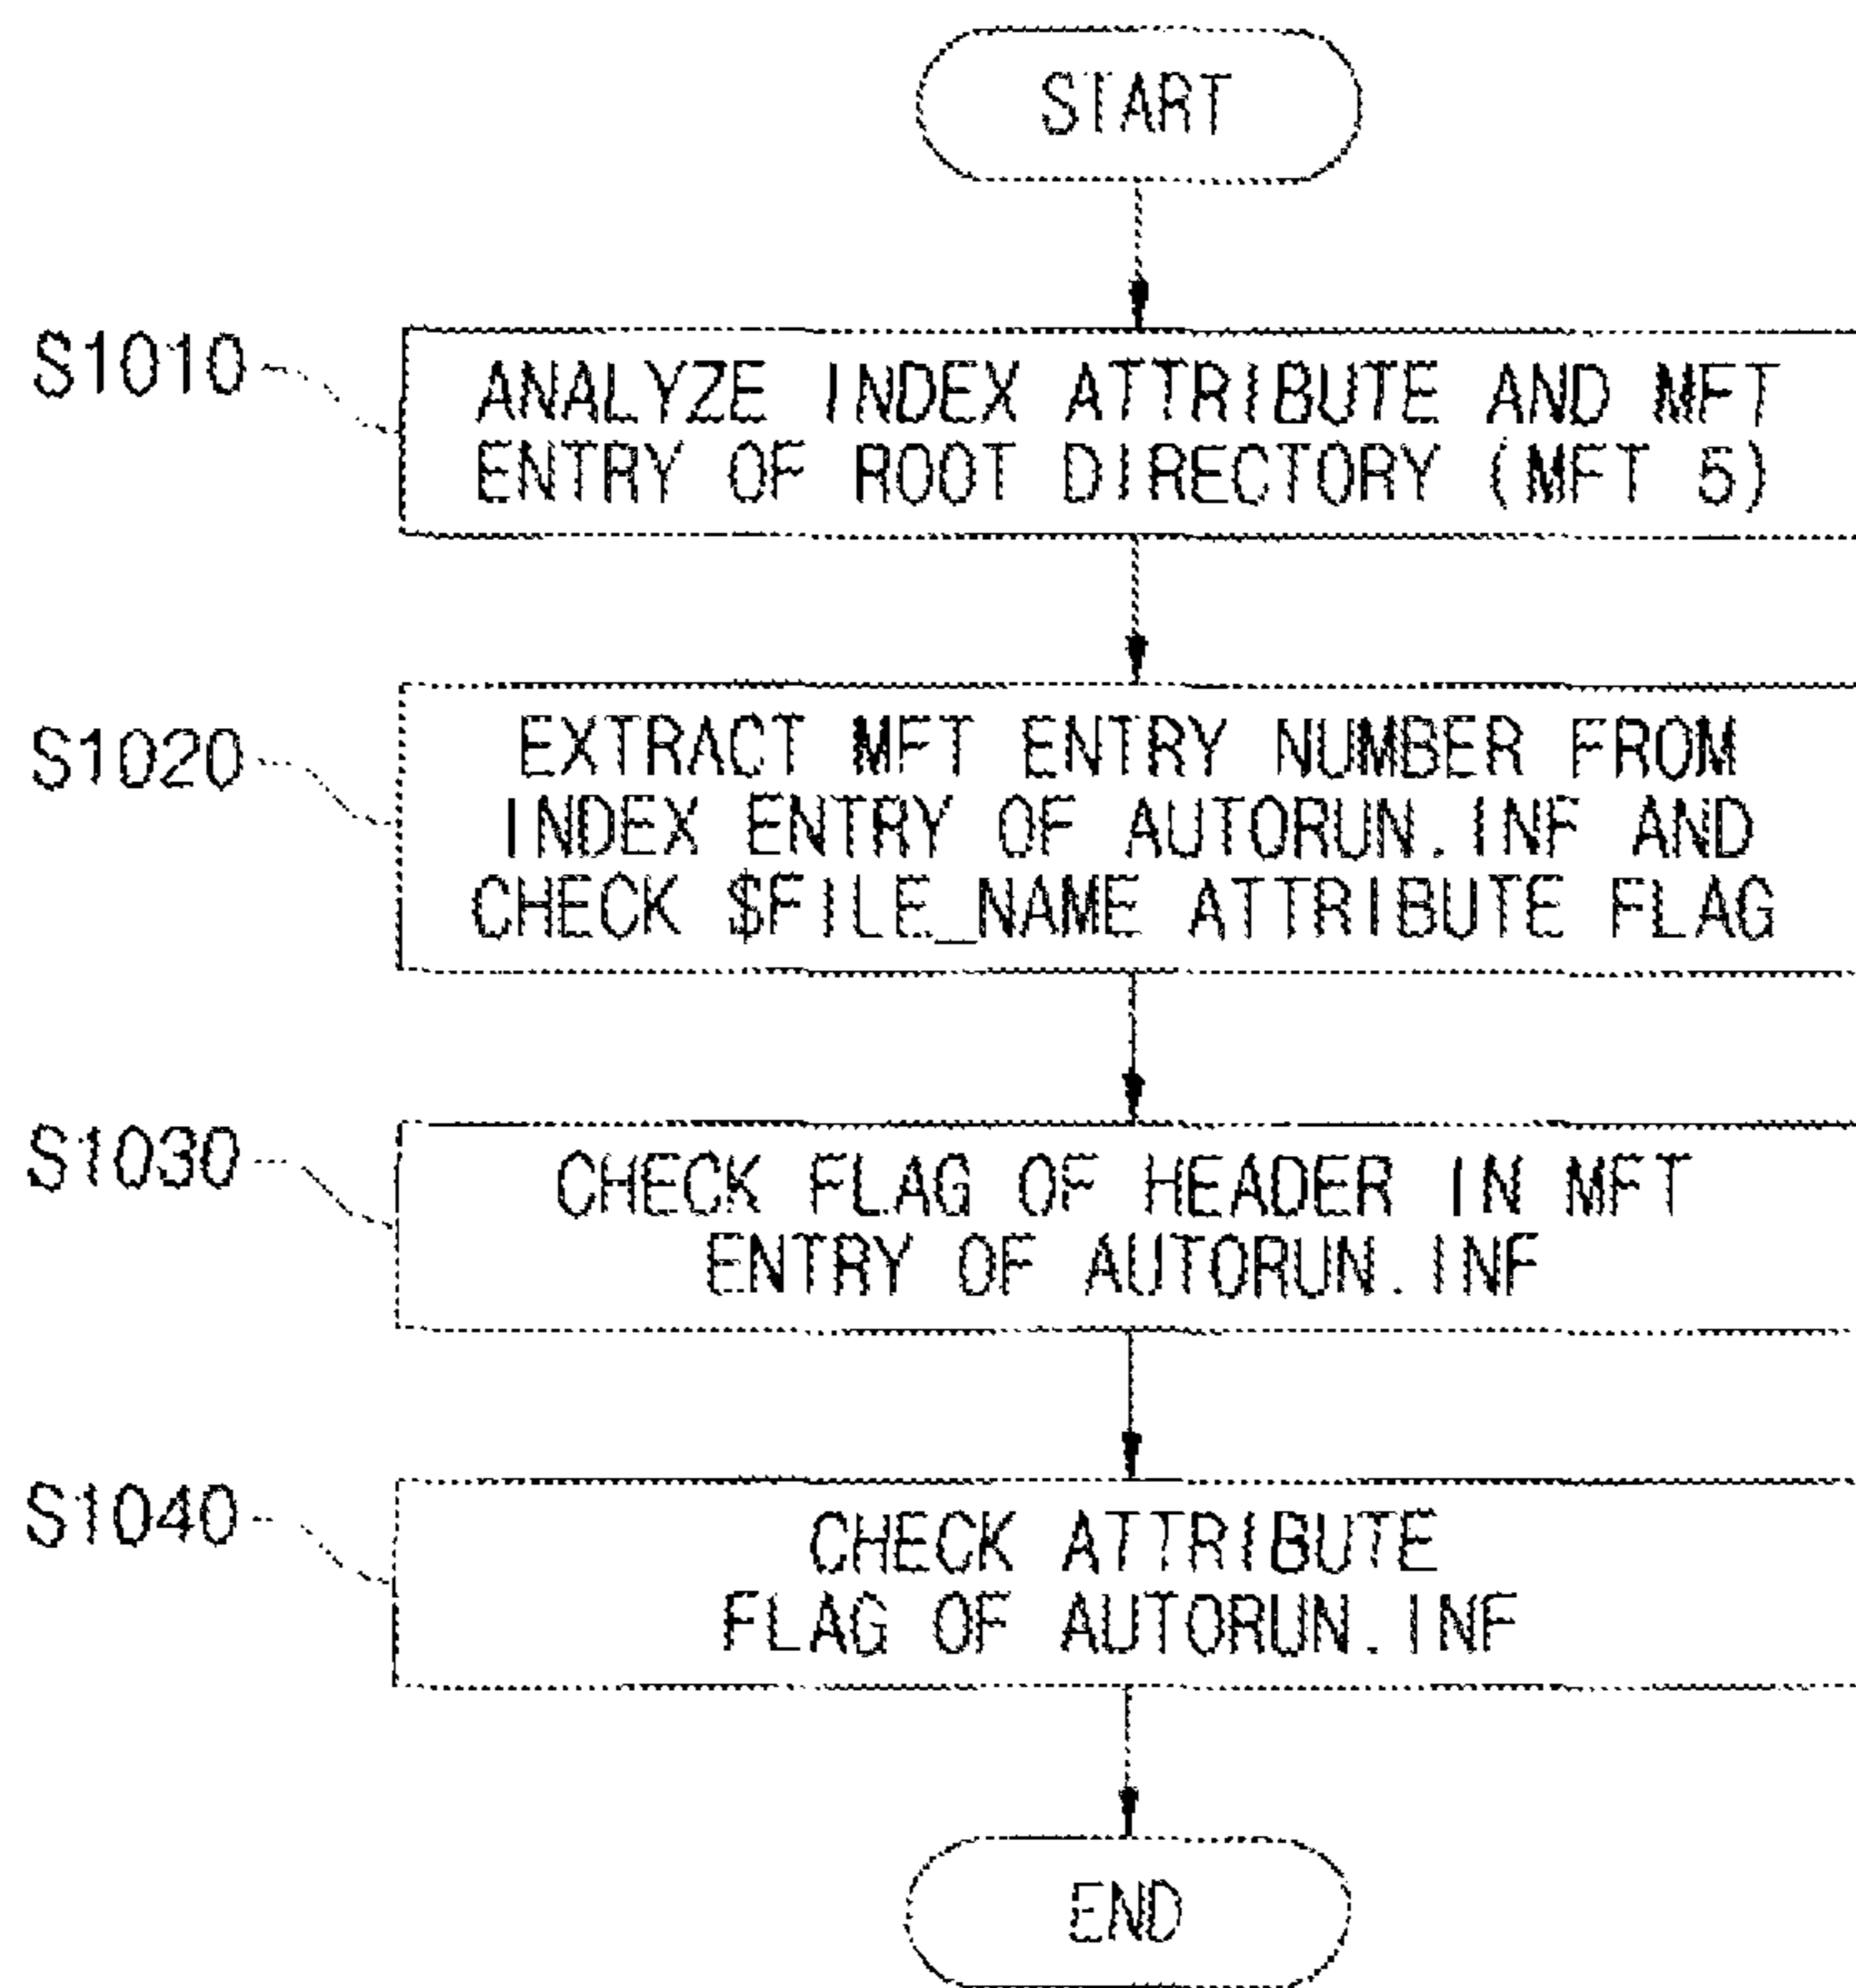 START
S1010
ANALYZE INDEX ATTRIBUTE AND MFT
ENTRY OF ROOT DIRECTORY (MFT 5)
S1020
EXTRACT MFT ENTRY NUMBER FROM
INDEX ENTRY OF AUTORUN.INF AND
CHECK $FILE_NAME ATTRIBUTE FLAG
S1030
CHECK FLAG OF HEADER IN MFT
ENTRY OF AUTORUN.INF
S1040
CHECK ATTRIBUTE
FLAG OF AUTORUN.INF
END